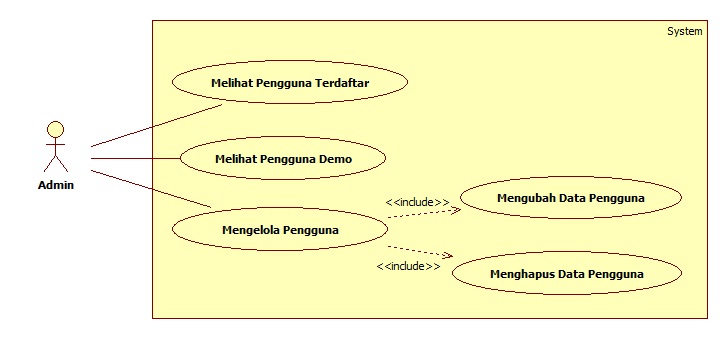 System
Melihat Pengguna Terdaftar
Melihat Pengguna Demo
Admin
<<include>>
Mengubah Data Pengguna
Mengelola Pengguna
<<include>>
Menghapus Data Pengguna